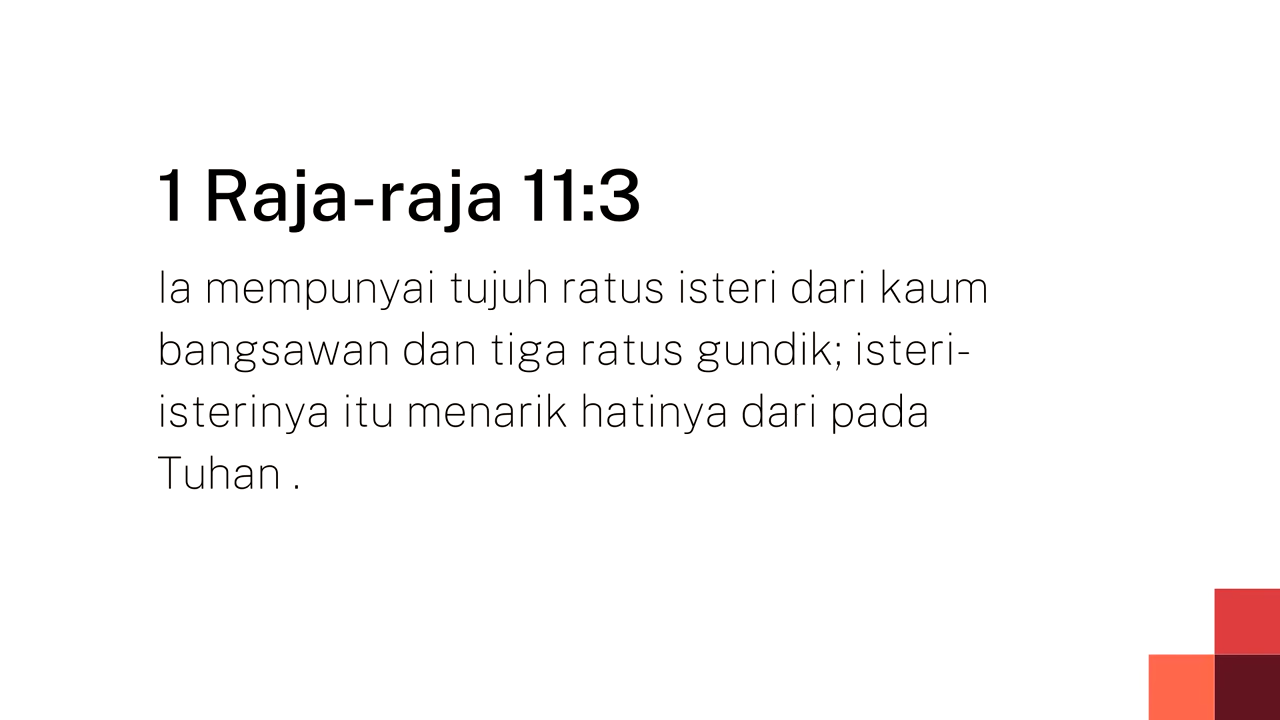 1 Raja-raja 11:3
Ia mempunyai tujuh ratus isteri dari kaum
bangsawan dan tiga ratus gundik; isteri-
isterinya itu menarik hatinya dari pada
Tuhan .